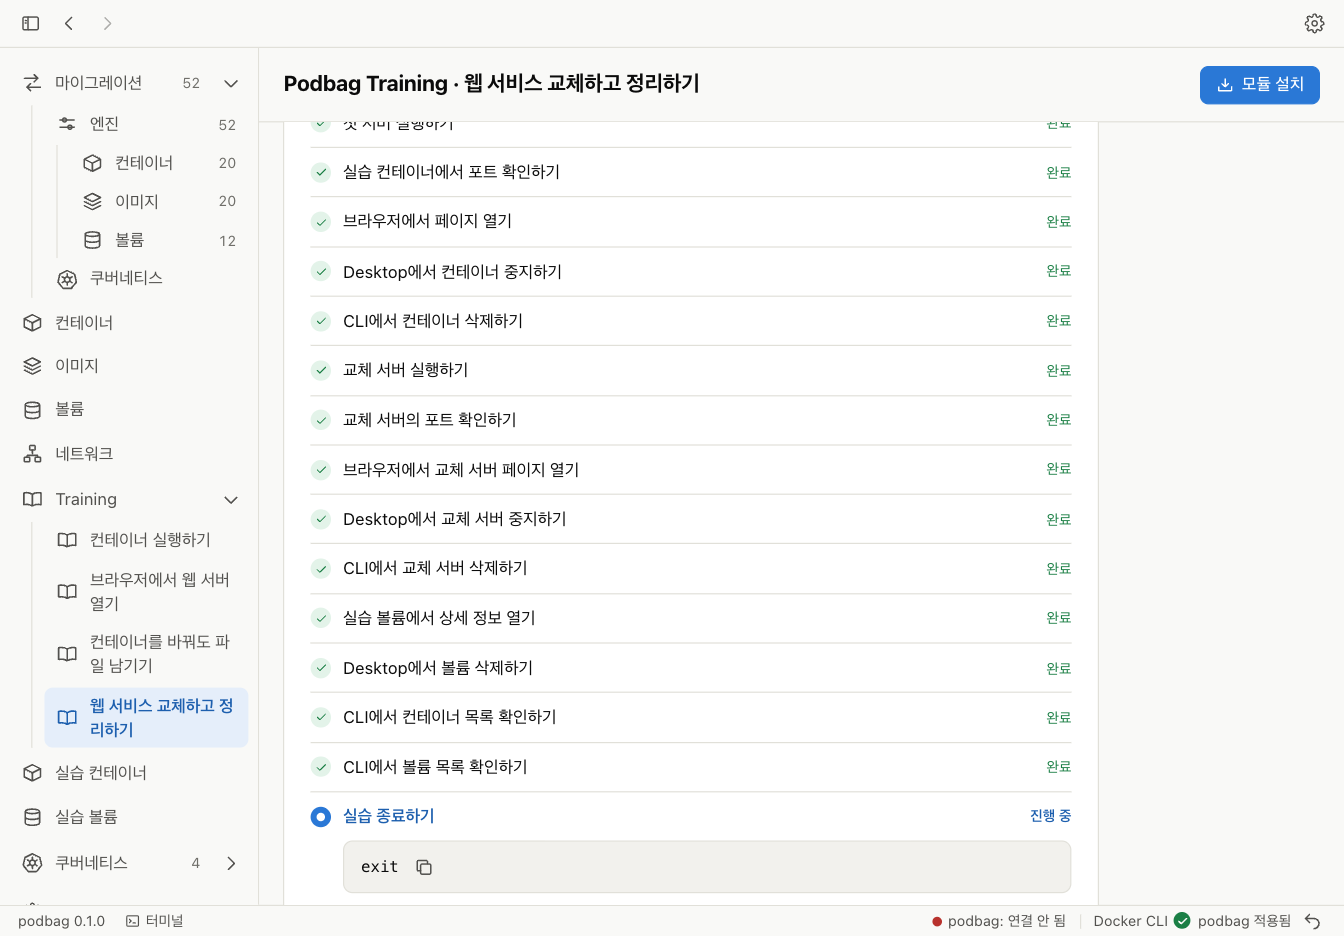 마이그레이션 52
엔진 52
컨테이너 20
이미지 20
볼륨 12
쿠버네티스
컨테이너
이미지
볼륨
네트워크
Training
컨테이너 실행하기
브라우저에서 웹 서버
열기
컨테이너를 바꿔도 파
일 남기기
웹 서비스 교체하고 정
리하기
실습 컨테이너
실습 볼륨
쿠버네티스 4
Podbag Training · 웹 서비스 교체하고 정리하기
모듈 설치
첫 서버 실행하기 완료
실습 컨테이너에서 포트 확인하기 완료
브라우저에서 페이지 열기 완료
Desktop에서 컨테이너 중지하기 완료
CLI에서 컨테이너 삭제하기 완료
교체 서버 실행하기 완료
교체 서버의 포트 확인하기 완료
브라우저에서 교체 서버 페이지 열기 완료
Desktop에서 교체 서버 중지하기 완료
CLI에서 교체 서버 삭제하기 완료
실습 볼륨에서 상세 정보 열기 완료
Desktop에서 볼륨 삭제하기 완료
CLI에서 컨테이너 목록 확인하기 완료
CLI에서 볼륨 목록 확인하기 완료
실습 종료하기 진행 중
exit
podbag 0.1.0 터미널 podbag: 연결 안 됨 Docker CLI podbag 적용됨